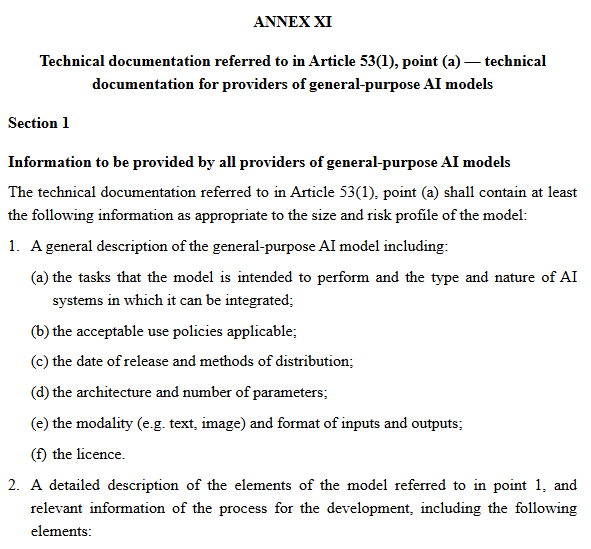 ANNEX XI
Technical documentation referred to in Article 53(1), point (a) — technical
documentation for providers of general-purpose AI models
Section 1
Information to be provided by all providers of general-purpose AI models
The technical documentation referred to in Article 53(1), point (a) shall contain at least
the following information as appropriate to the size and risk profile of the model:
1. A general description of the general-purpose AI model including:
(a) the tasks that the model is intended to perform and the type and nature of AI
systems in which it can be integrated;
(b) the acceptable use policies applicable;
(c) the date of release and methods of distribution;
(d) the architecture and number of parameters;
(e) the modality (e.g. text, image) and format of inputs and outputs;
(f) the licence.
2. A detailed description of the elements of the model referred to in point 1, and
relevant information of the process for the development, including the following
elements: